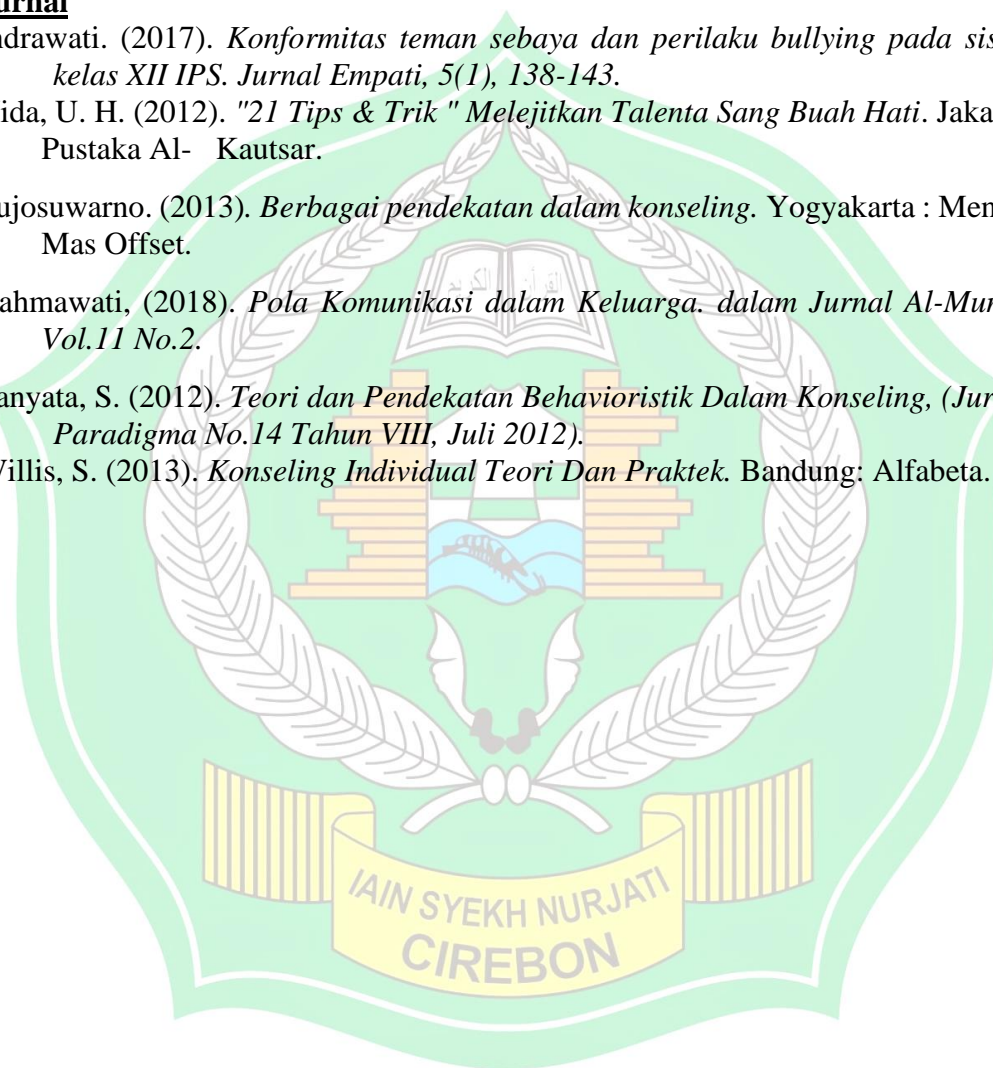 urnal
ndrawati. (2017). Konformitas teman sebaya dan perilaku bullying pada sis
kelas XII IPS. Jurnal Empati, 5(1), 138-143.
ida, U. H. (2012). "21 Tips & Trik " Melejitkan Talenta Sang Buah Hati. Jaka
Pustaka Al- Kautsar.
ujosuwarno. (2013). Berbagai pendekatan dalam konseling. Yogyakarta : Men
Mas Offset.
ahmawati, (2018). Pola Komunikasi dalam Keluarga. dalam Jurnal Al-Mun
Vol.11 No.2.
anyata, S. (2012). Teori dan Pendekatan Behavioristik Dalam Konseling, (Jur
Paradigma No.14 Tahun VIII, Juli 2012).
Willis, S. (2013). Konseling Individual Teori Dan Praktek. Bandung: Alfabeta.
القرآن الكريم
IAIN SYEKH NURJATI
CIREBON